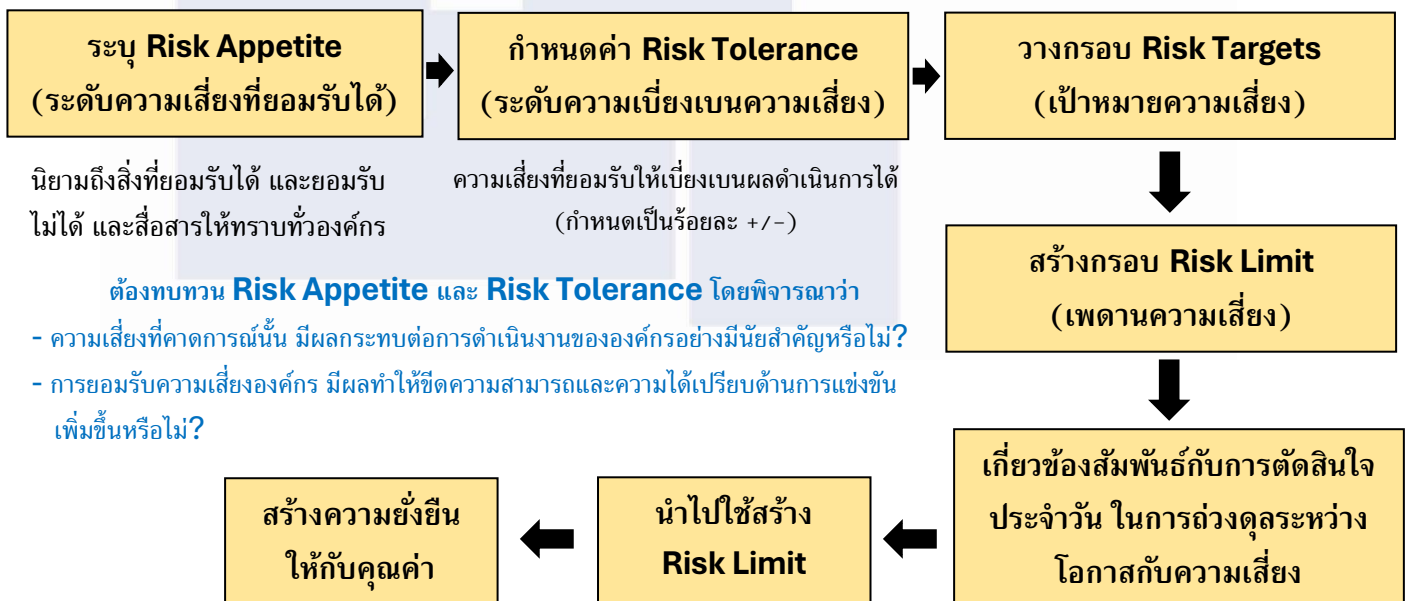 ระบุ Risk Appetite
(ระดับความเสี่ยงที่ยอมรับได้)
กำหนดค่า Risk Tolerance
(ระดับความเบี่ยงเบนความเสี่ยง)
วางกรอบ Risk Targets
(เป้าหมายความเสี่ยง)
นิยามถึงสิ่งที่ยอมรับได้ และยอมรับ
ไม่ได้ และสื่อสารให้ทราบทั่วองค์กร
ความเสี่ยงที่ยอมรับให้เบี่ยงเบนผลดำเนินการได้
(กำหนดเป็นร้อยละ +/-)
สร้างกรอบ Risk Limit
(เพดานความเสี่ยง)
ต้องทบทวน Risk Appetite และ Risk Tolerance โดยพิจารณาว่า
- ความเสี่ยงที่คาดการณ์นั้น มีผลกระทบต่อการดำเนินงานขององค์กรอย่างมีนัยสำคัญหรือไม่?
- การยอมรับความเสี่ยงองค์กร มีผลทำให้ขีดความสามารถและความได้เปรียบด้านการแข่งขัน
เพิ่มขึ้นหรือไม่?
เกี่ยวข้องสัมพันธ์กับการตัดสินใจ
ประจำวัน ในการถ่วงดุลระหว่าง
โอกาสกับความเสี่ยง
นำไปใช้สร้าง
Risk Limit
สร้างความยั่งยืน
ให้กับคุณค่า